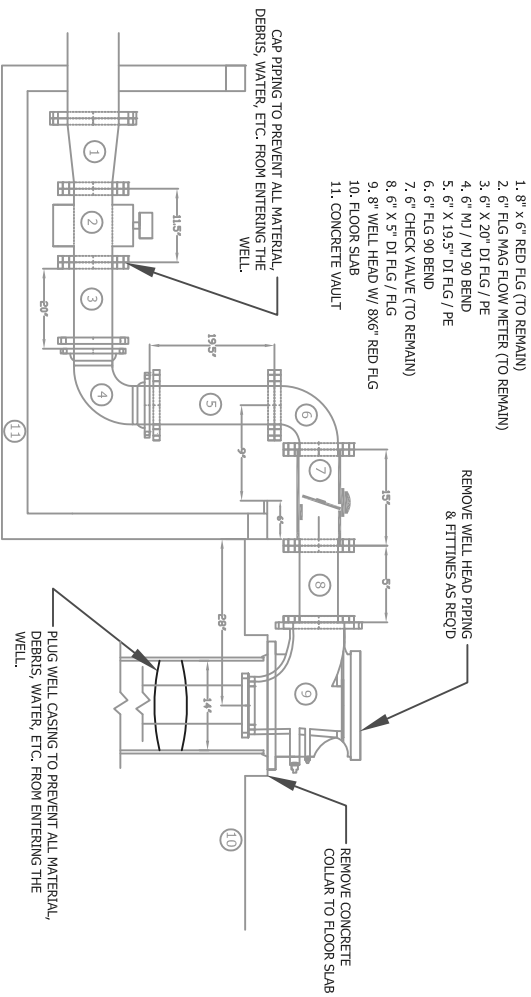 1. 8" x 6" RED FLG (TO REMAIN)
2. 6" FLG MAG FLOW METER (TO REMAIN)
3. 6" X 20" DI FLG / PE
4. 6" MJ / MJ 90 BEND
5. 6" X 19.5" DI FLG / PE
6. 6" FLG 90 BEND
7. 6" CHECK VALVE (TO REMAIN)
8. 6" X 5" DI FLG / FLG
9. 8" WELL HEAD W/ 8X6" RED FLG
10. FLOOR SLAB
11. CONCRETE VAULT
REMOVE WELL HEAD PIPING
& FITTINES AS REQ'D
REMOVE CONCRETE
COLLAR TO FLOOR SLAB
CAP PIPING TO PREVENT ALL MATERIAL,
DEBRIS, WATER, ETC. FROM ENTERING THE
WELL.
PLUG WELL CASING TO PREVENT ALL MATERIAL,
DEBRIS, WATER, ETC. FROM ENTERING THE
WELL.
15"
5"
7
8
9
6
9"
6"
19.5"
5
28"
14"
10
11.5"
20"
1
2
3
4
11